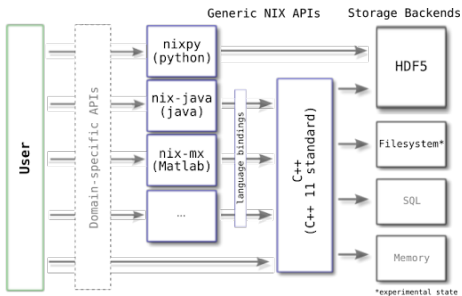 Generic NIX APIs
Storage Backends
User
Domain-specific APIs
nixpy
(python)
nix-java
(java)
nix-mx
(Matlab)
...
language bindings
C++
(C++ 11 standard)
HDF5
Filesystem*
SQL
Memory
*experimental state